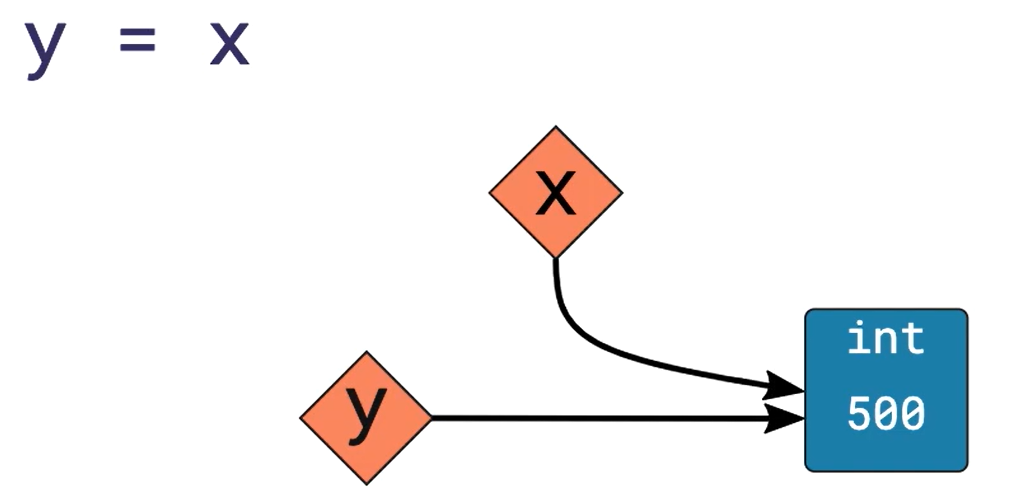 y = x
x
y
int
500